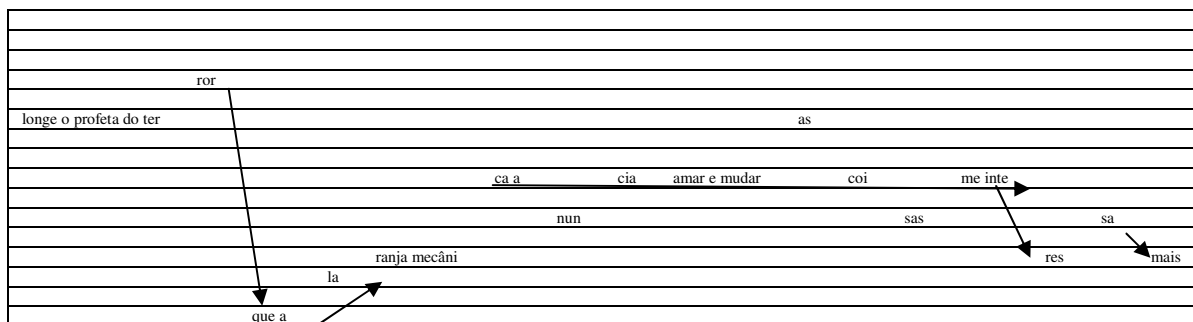 ror
longe o profeta do ter as
ca a cia amar e mudar coi me inte
nun sas sa
ranja mecâni res mais
la
que a